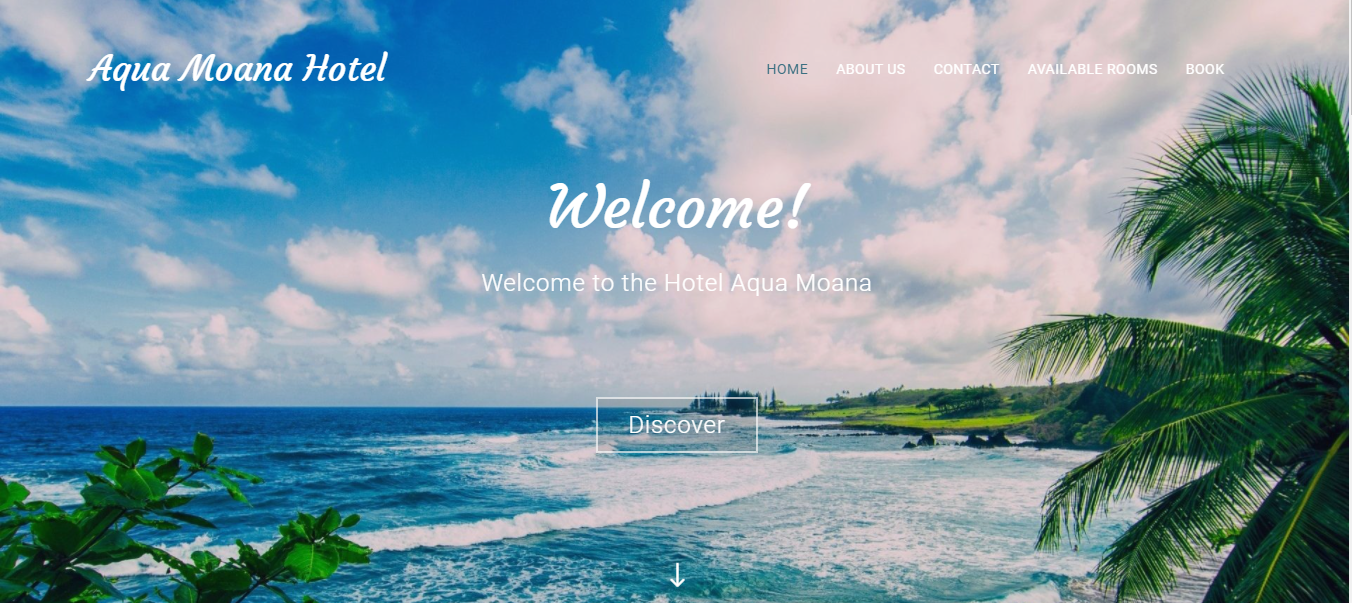 Aqua Moana Hotel
HOME ABOUT US CONTACT AVAILABLE ROOMS BOOK
Welcome!
Welcome to the Hotel Aqua Moana
Discover